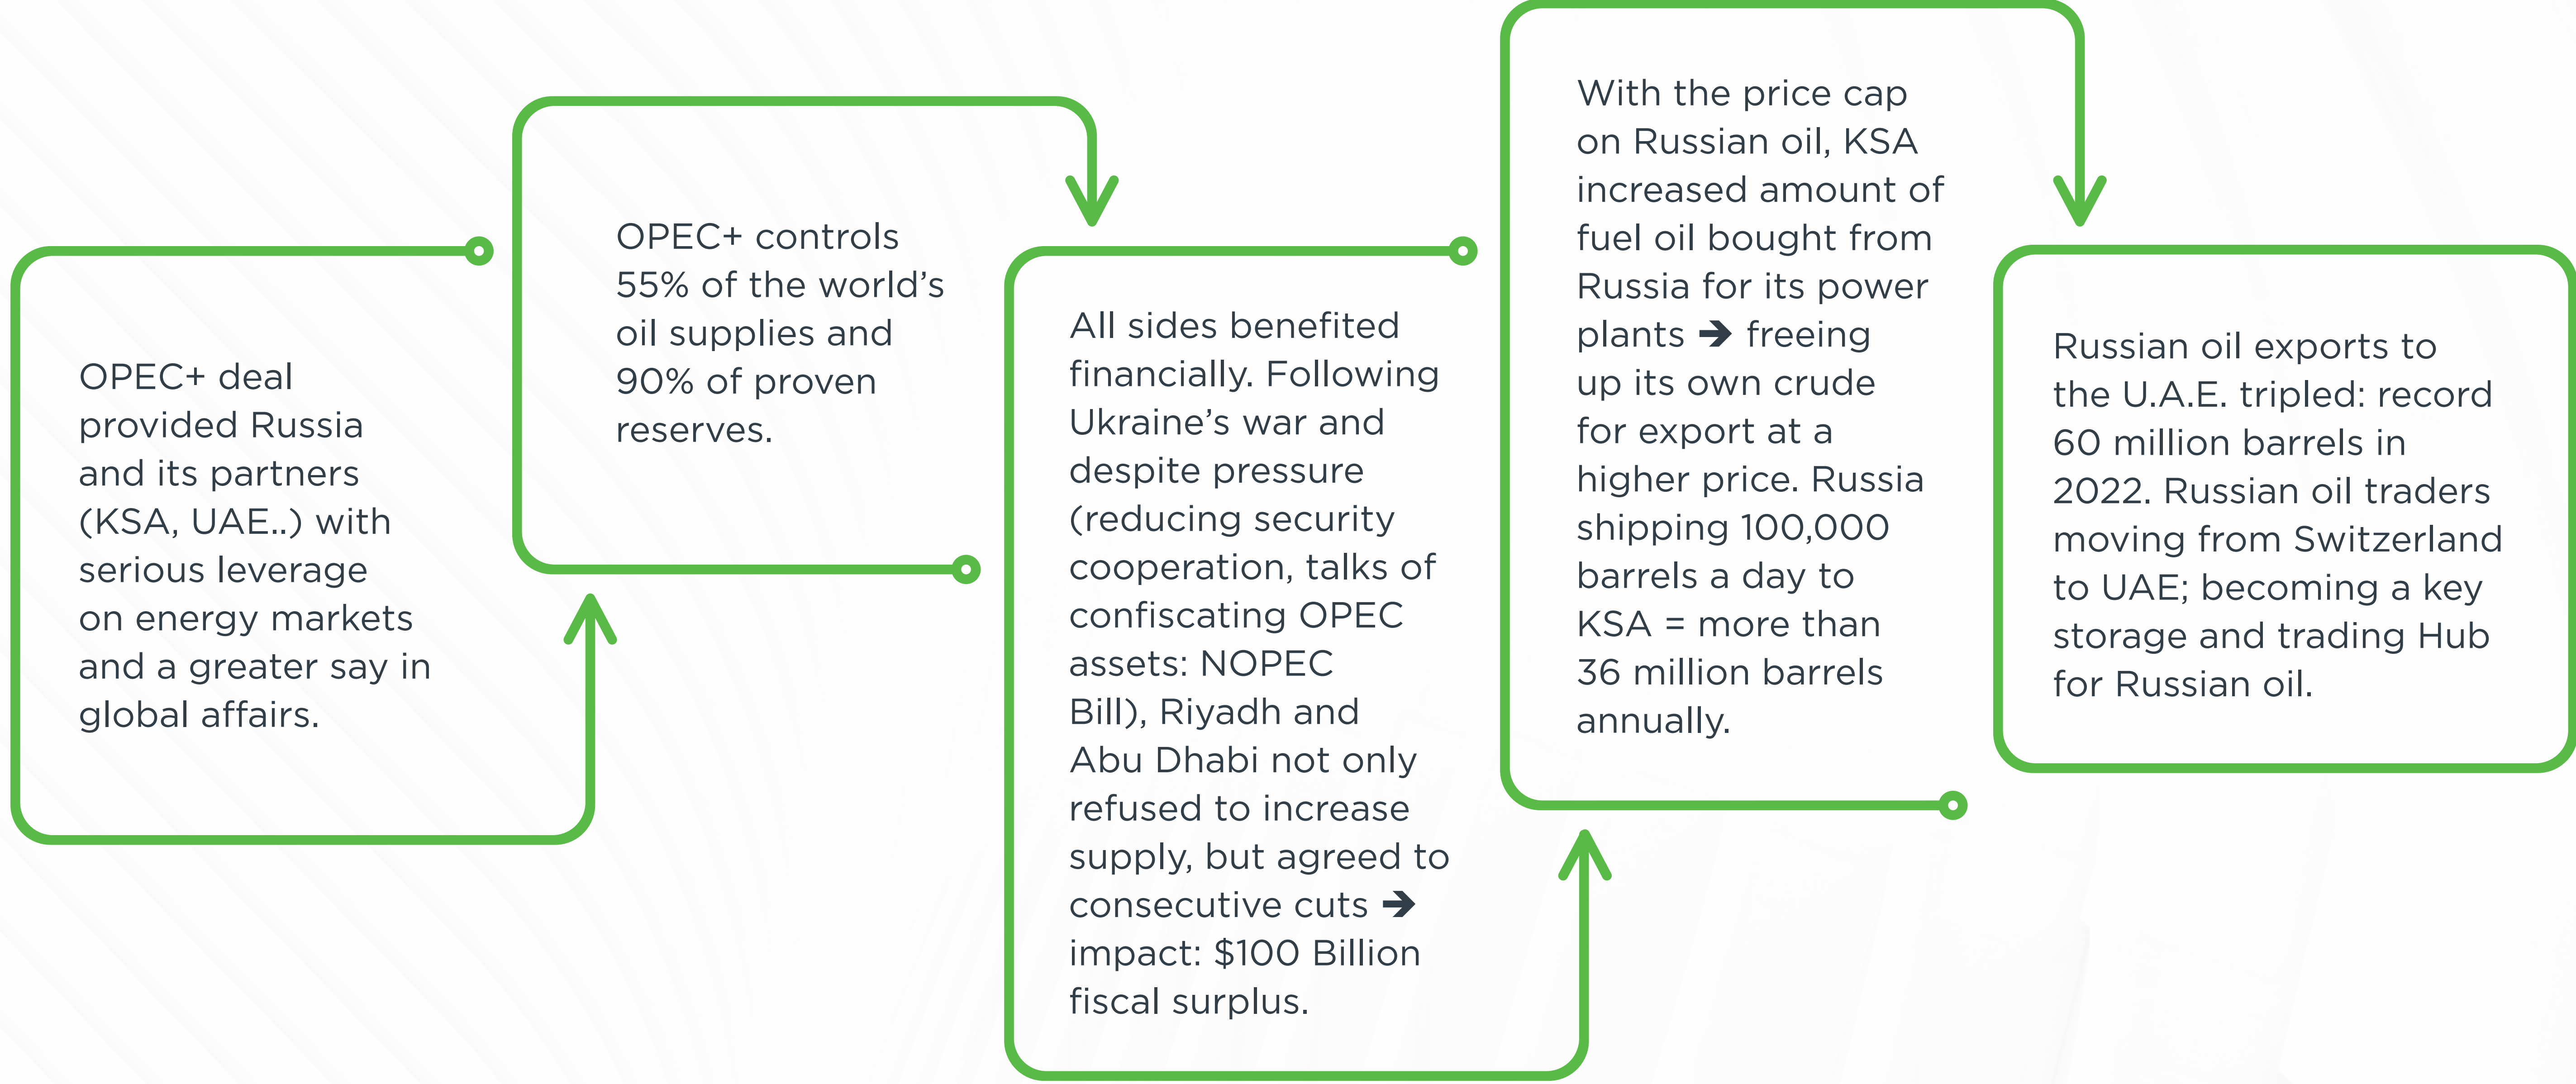 OPEC+ deal
provided Russia
and its partners
(KSA, UAE..) with
serious leverage
on energy markets
and a greater say in
global affairs.
OPEC+ controls
55% of the world’s
oil supplies and
90% of proven
reserves.
All sides benefited
financially. Following
Ukraine’s war and
despite pressure
(reducing security
cooperation, talks of
confiscating OPEC
assets: NOPEC
Bill), Riyadh and
Abu Dhabi not only
refused to increase
supply, but agreed to
consecutive cuts ➔
impact: $100 Billion
fiscal surplus.
With the price cap
on Russian oil, KSA
increased amount of
fuel oil bought from
Russia for its power
plants ➔ freeing
up its own crude
for export at a
higher price. Russia
shipping 100,000
barrels a day to
KSA = more than
36 million barrels
annually.
Russian oil exports to
the U.A.E. tripled: record
60 million barrels in
2022. Russian oil traders
moving from Switzerland
to UAE; becoming a key
storage and trading Hub
for Russian oil.